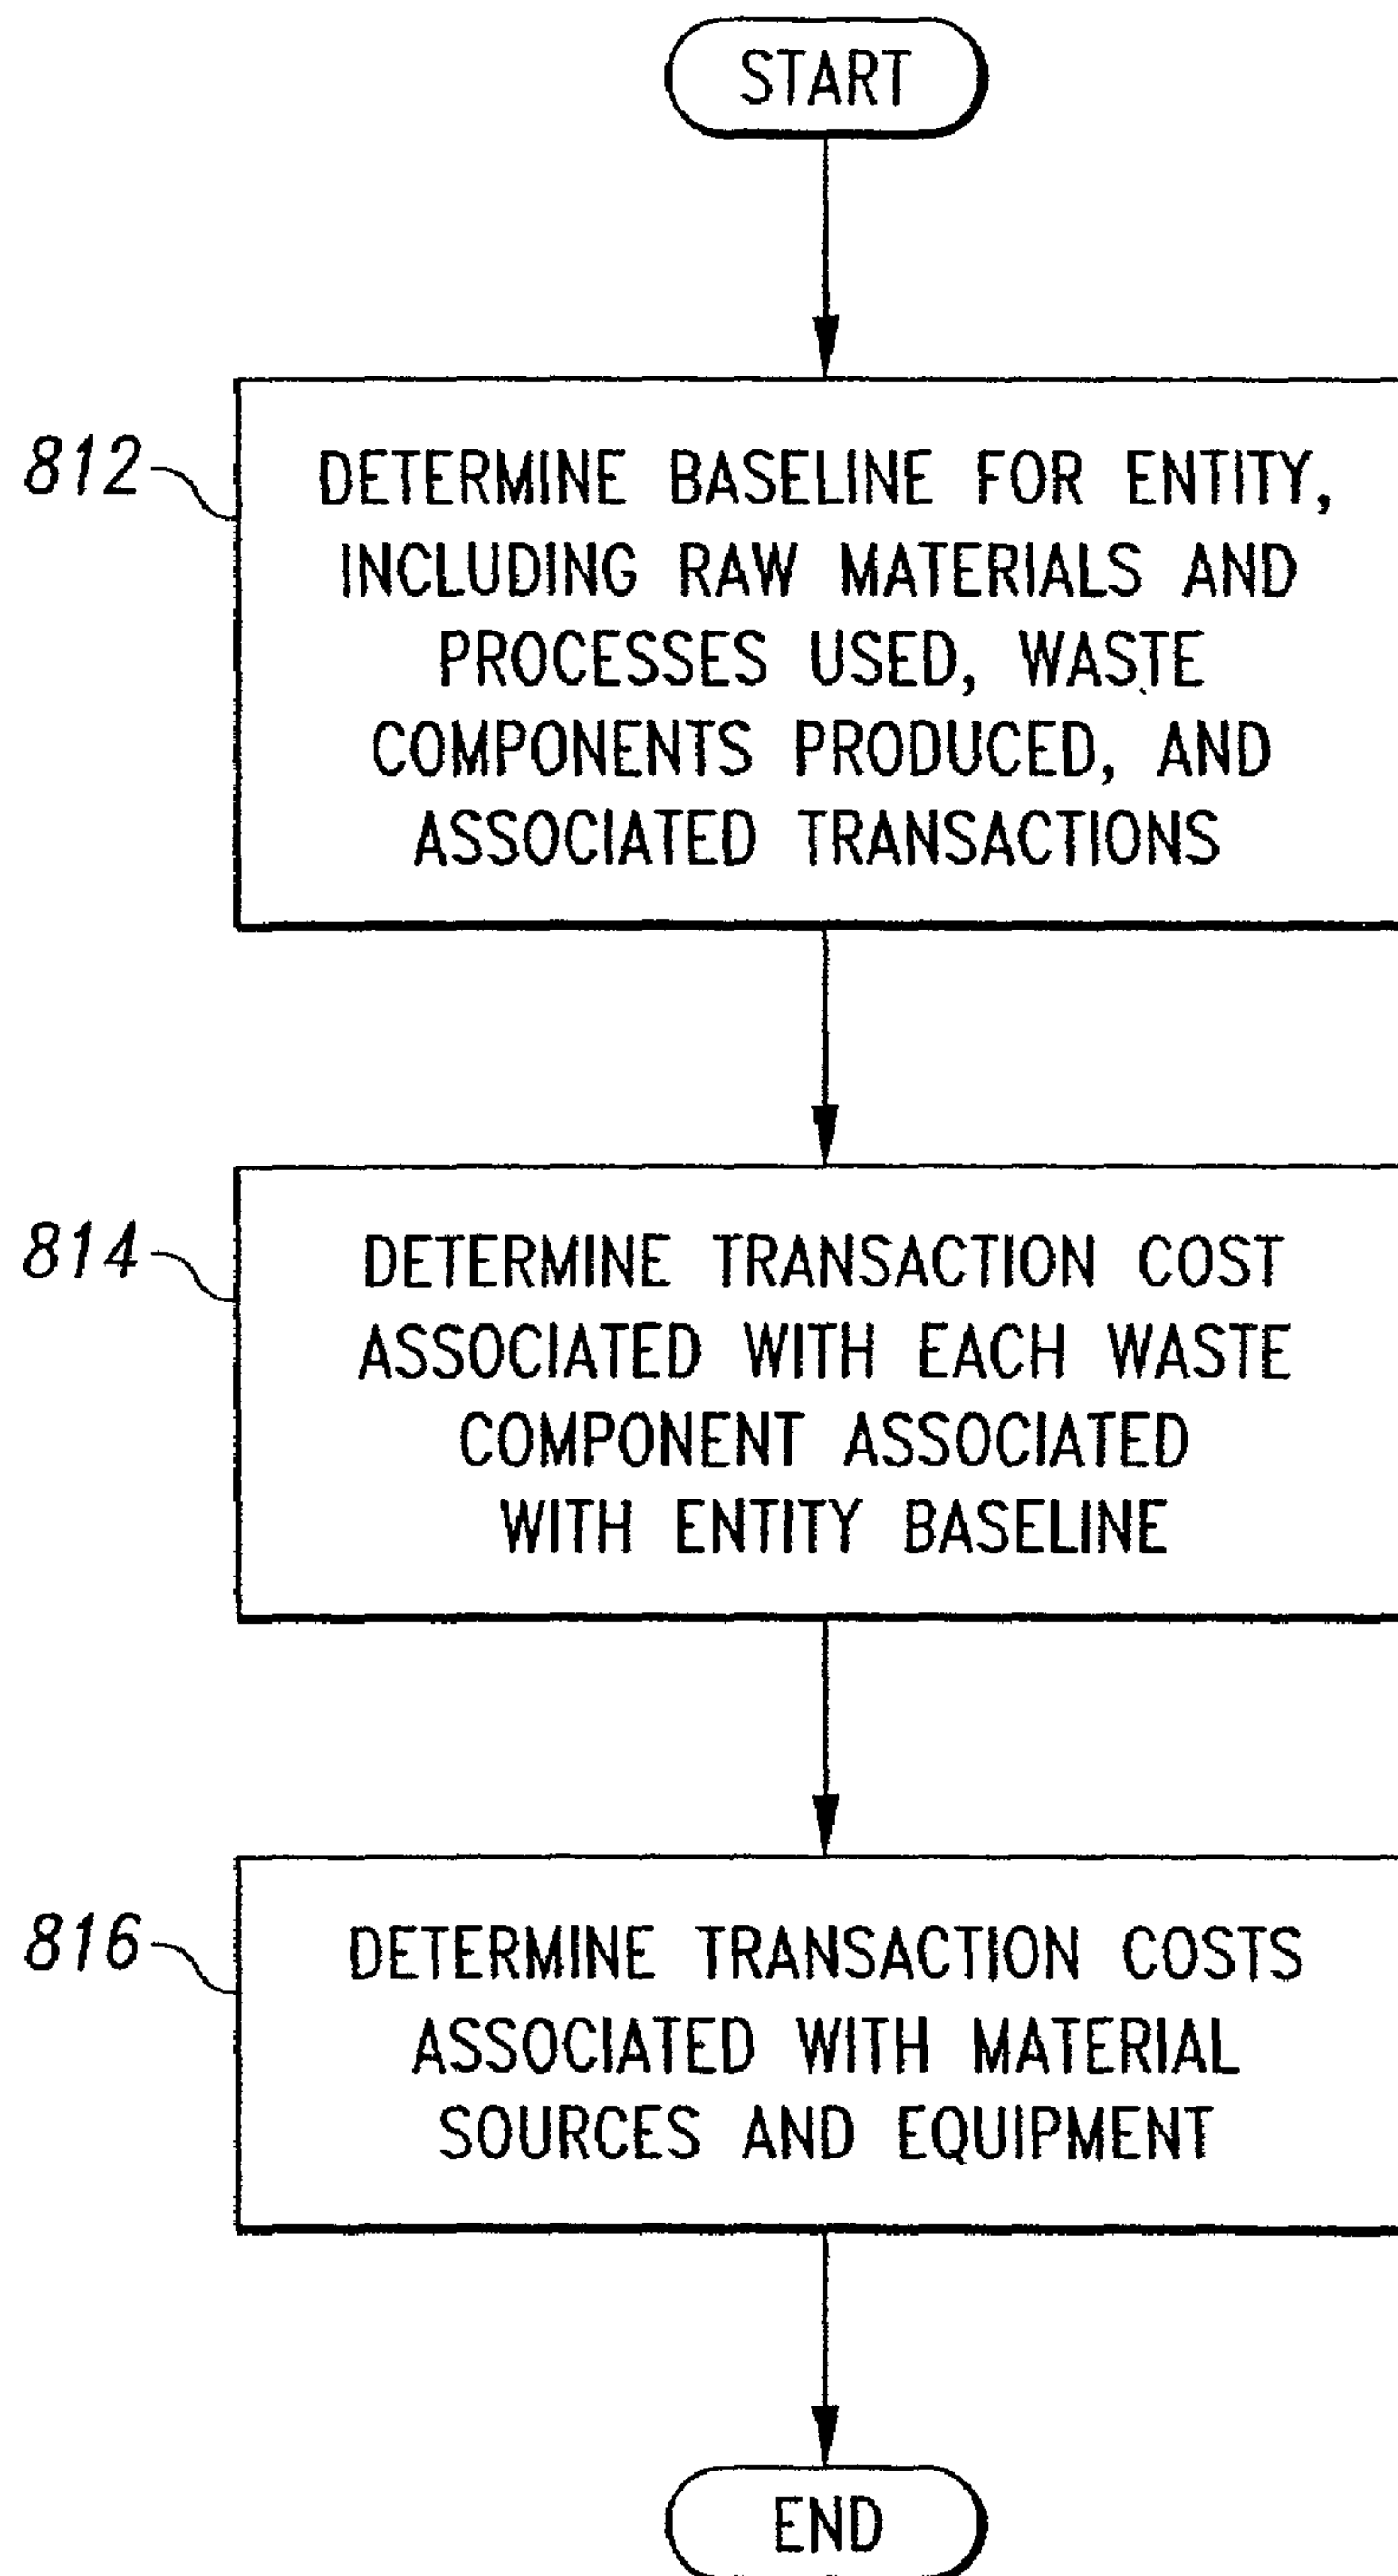 START
812
DETERMINE BASELINE FOR ENTITY,
INCLUDING RAW MATERIALS AND
PROCESSES USED, WASTE
COMPONENTS PRODUCED, AND
ASSOCIATED TRANSACTIONS
814
DETERMINE TRANSACTION COST
ASSOCIATED WITH EACH WASTE
COMPONENT ASSOCIATED
WITH ENTITY BASELINE
816
DETERMINE TRANSACTION COSTS
ASSOCIATED WITH MATERIAL
SOURCES AND EQUIPMENT
END